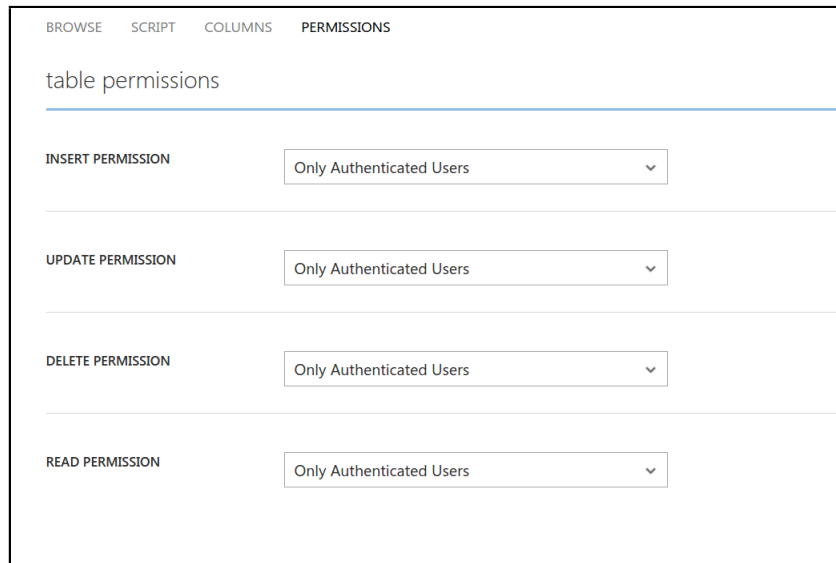 BROWSE SCRIPT COLUMNS PERMISSIONS
table permissions
INSERT PERMISSION Only Authenticated Users
UPDATE PERMISSION Only Authenticated Users
DELETE PERMISSION Only Authenticated Users
READ PERMISSION Only Authenticated Users